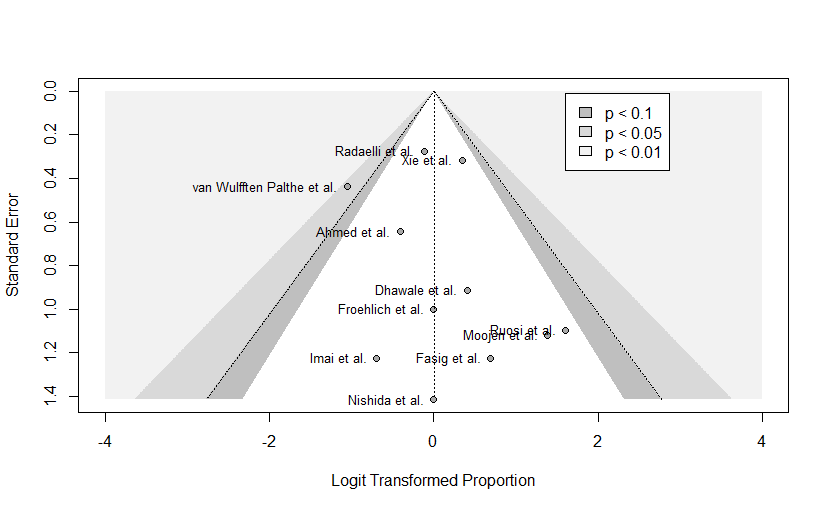 p < 0.1
p < 0.05
p < 0.01
0.0
0.2
0.4
0.6
0.8
1.0
1.2
1.4
Standard Error
Radaelli et al.
Xie et al.
van Wulfften Palthe et al.
Ahmed et al.
Dhawale et al.
Froehlich et al.
Ruosi et al.
Moojen et al.
Imai et al.
Fasig et al.
Nishida et al.
-4 -2 0 2 4
Logit Transformed Proportion